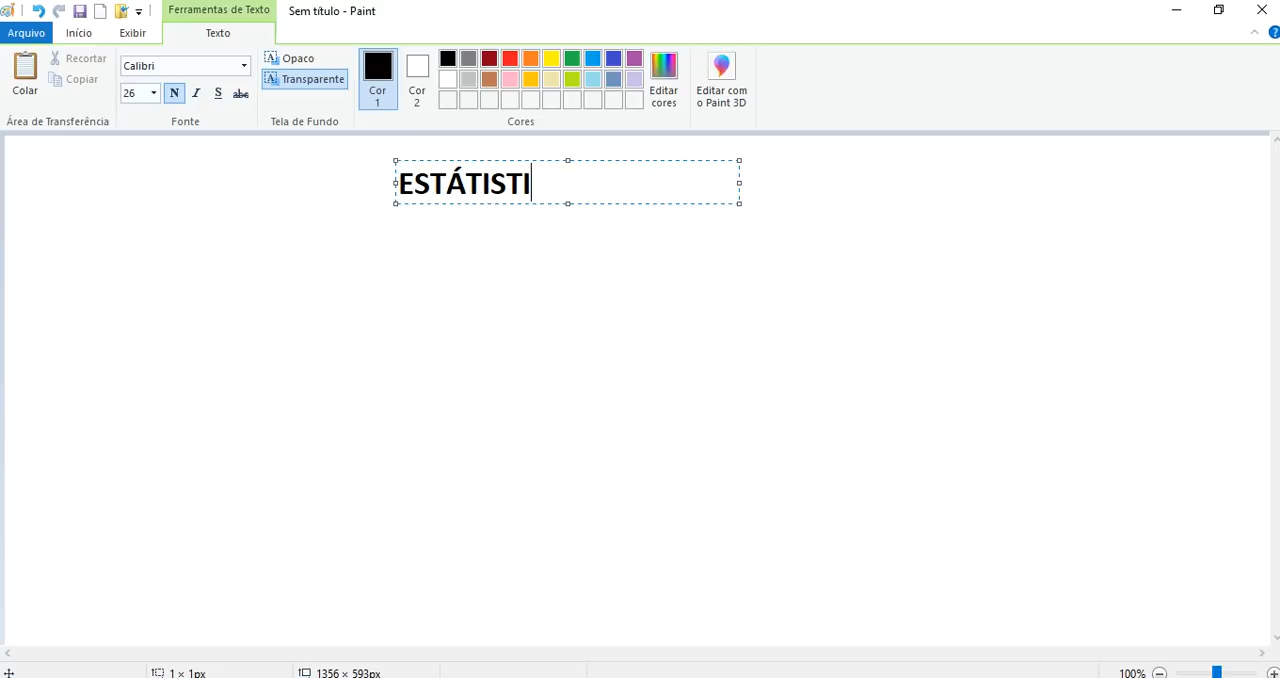 Ferramentas de Texto
Sem título - Paint
Arquivo Início Exibir Texto
Colar
Recortar
Copiar
Área de Transferência
Calibri
26 N I S abc
Fonte
Opaco
Transparente
Tela de Fundo
Cor
1
Cor
2
Editar
cores
Cores
Editar com
o Paint 3D
ESTÁTISTI
1 × 1px 1356 × 593px 100%